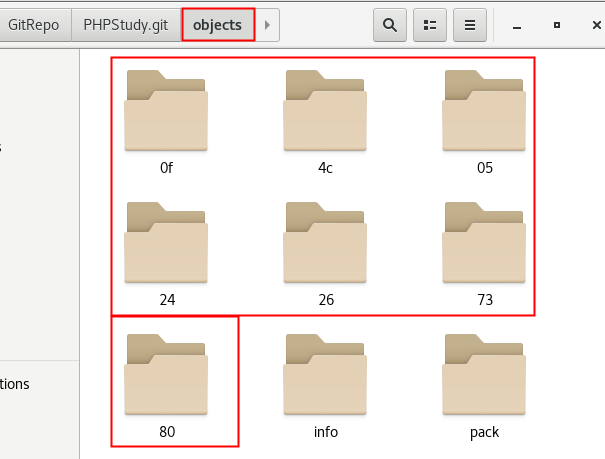 GitRepo PHPStudy.git objects
0f 4c 05
24 26 73
tions
80 info pack